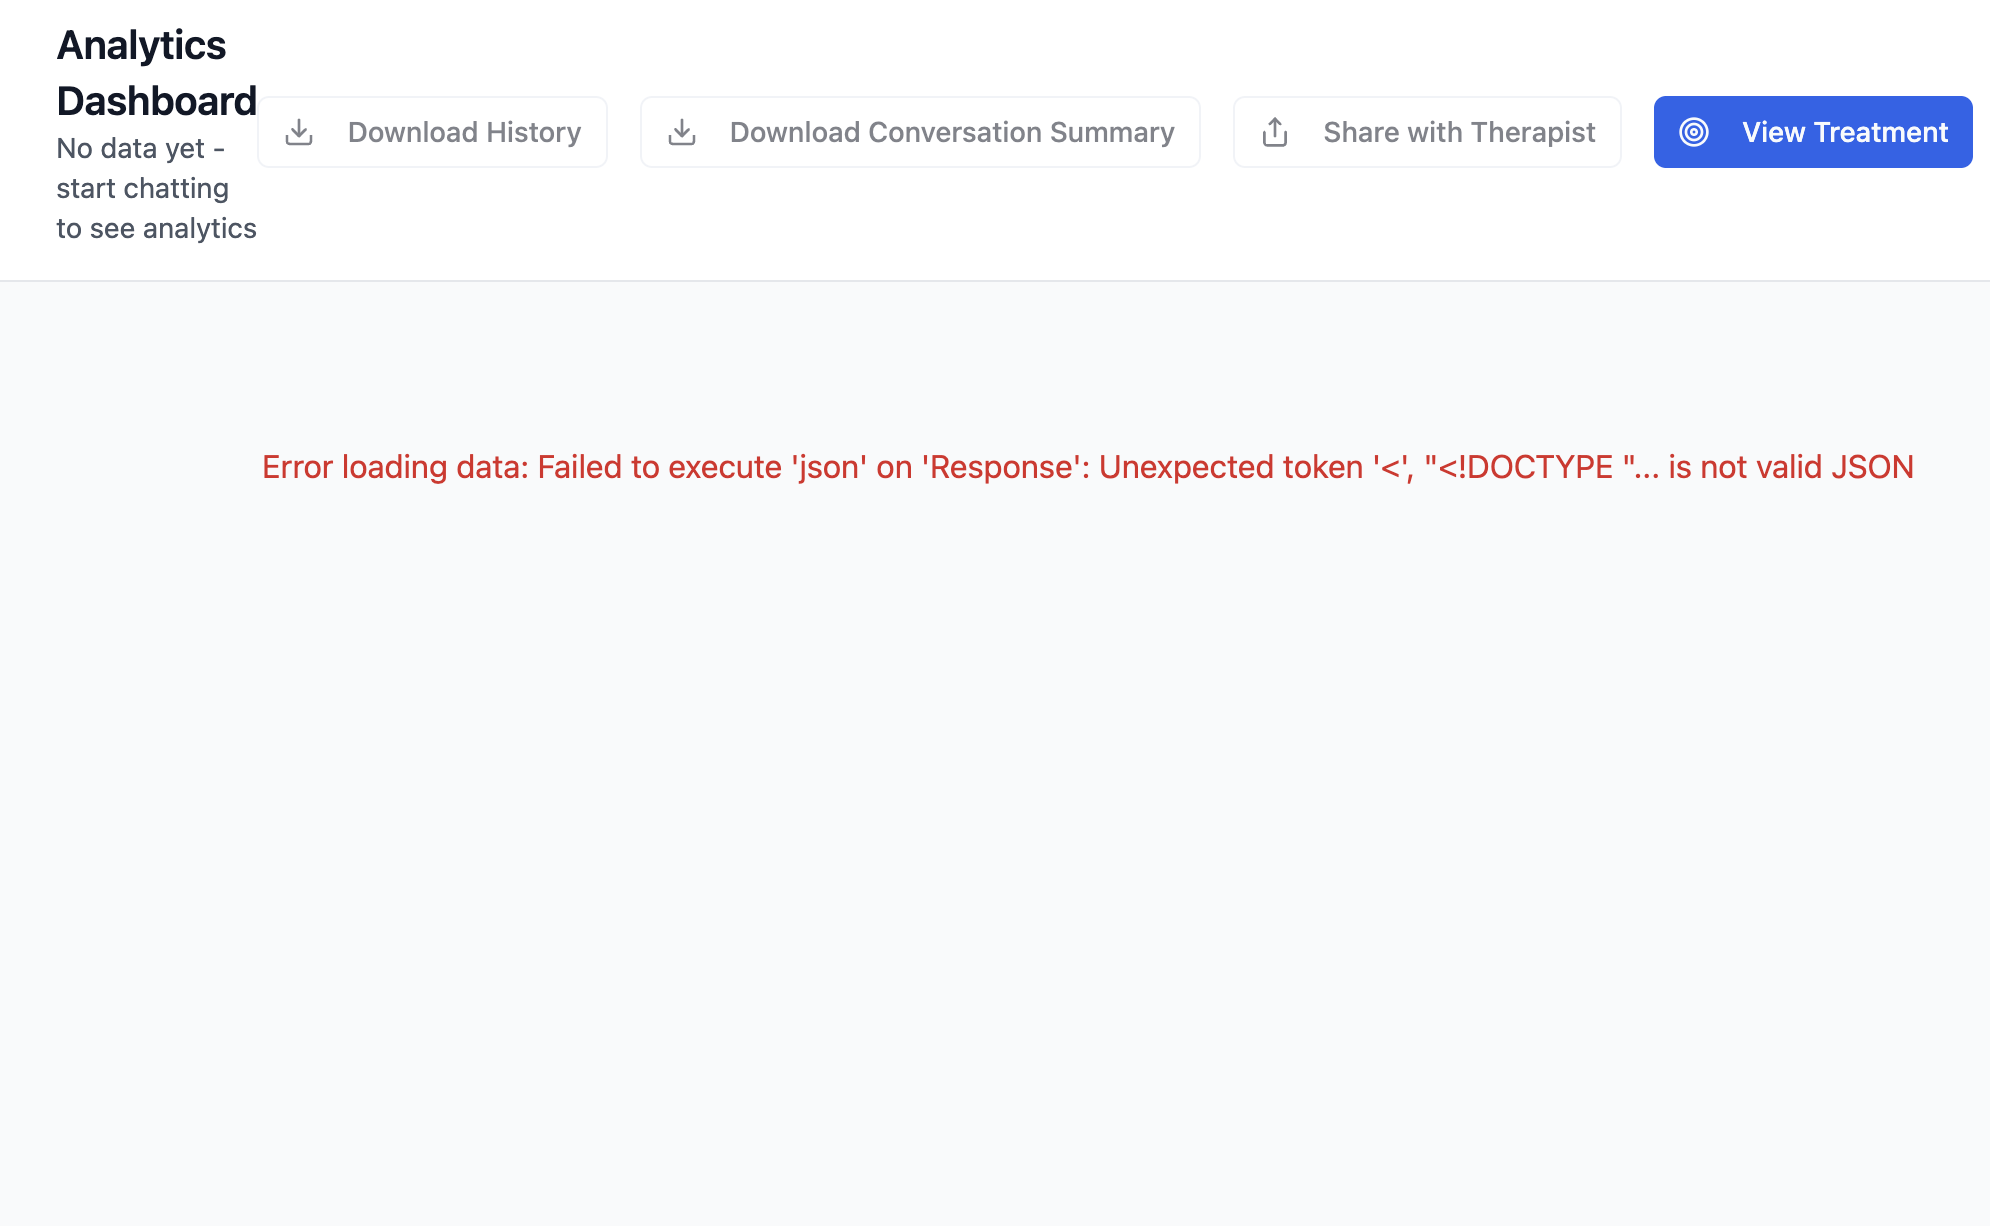 Analytics
Dashboard
No data yet -
start chatting
to see analytics
Download History
Download Conversation Summary
Share with Therapist
View Treatment
Error loading data: Failed to execute 'json' on 'Response': Unexpected token '<', "<!DOCTYPE "... is not valid JSON